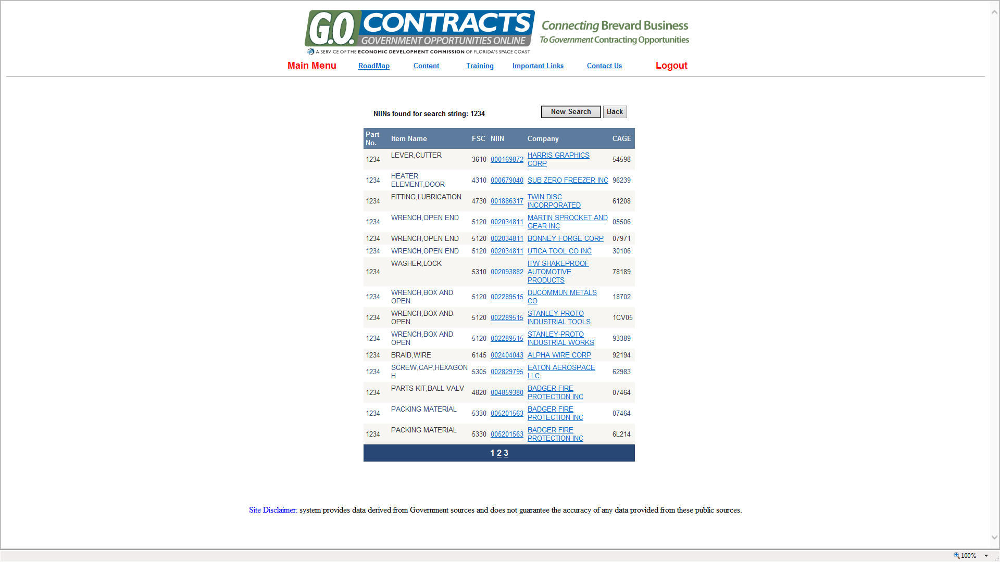 G.O. CONTRACTS
GOVERNMENT OPPORTUNITIES ONLINE
A SERVICE OF THE ECONOMIC DEVELOPMENT COMMISSION OF FLORIDA'S SPACE COAST
Connecting Brevard Business
To Government Contracting Opportunities
Main Menu RoadMap Content Training Important Links Contact Us Logout
NIINs found for search string: 1234 New Search Back
Part No. Item Name FSC NIIN Company CAGE
1234 LEVER,CUTTER 3610 000169872 HARRIS GRAPHICS CORP 54598
1234 HEATER ELEMENT,DOOR 4310 000679040 SUB ZERO FREEZER INC 96239
1234 FITTING,LUBRICATION 4730 001886317 TWIN DISC INCORPORATED 61208
1234 WRENCH,OPEN END 5120 002034811 MARTIN SPROCKET AND GEAR INC 05506
1234 WRENCH,OPEN END 5120 002034811 BONNEY FORGE CORP 07971
1234 WRENCH,OPEN END 5120 002034811 UTICA TOOL CO INC 30106
1234 WASHER,LOCK 5310 002093882 ITW SHAKEPROOF AUTOMOTIVE PRODUCTS 78189
1234 WRENCH,BOX AND OPEN 5120 002289515 DUCOMMUN METALS CO 18702
1234 WRENCH,BOX AND OPEN 5120 002289515 STANLEY PROTO INDUSTRIAL TOOLS 1CV05
1234 WRENCH,BOX AND OPEN 5120 002289515 STANLEY-PROTO INDUSTRIAL WORKS 93389
1234 BRAID,WIRE 6145 002404043 ALPHA WIRE CORP 92194
1234 SCREW,CAP,HEXAGON H 5305 002829795 EATON AEROSPACE LLC 62983
1234 PARTS KIT,BALL VALV 4820 004859380 BADGER FIRE PROTECTION INC 07464
1234 PACKING MATERIAL 5330 005201563 BADGER FIRE PROTECTION INC 07464
1234 PACKING MATERIAL 5330 005201563 BADGER FIRE PROTECTION INC 6L214
1 2 3
Site Disclaimer: system provides data derived from Government sources and does not guarantee the accuracy of any data provided from these public sources.
100%